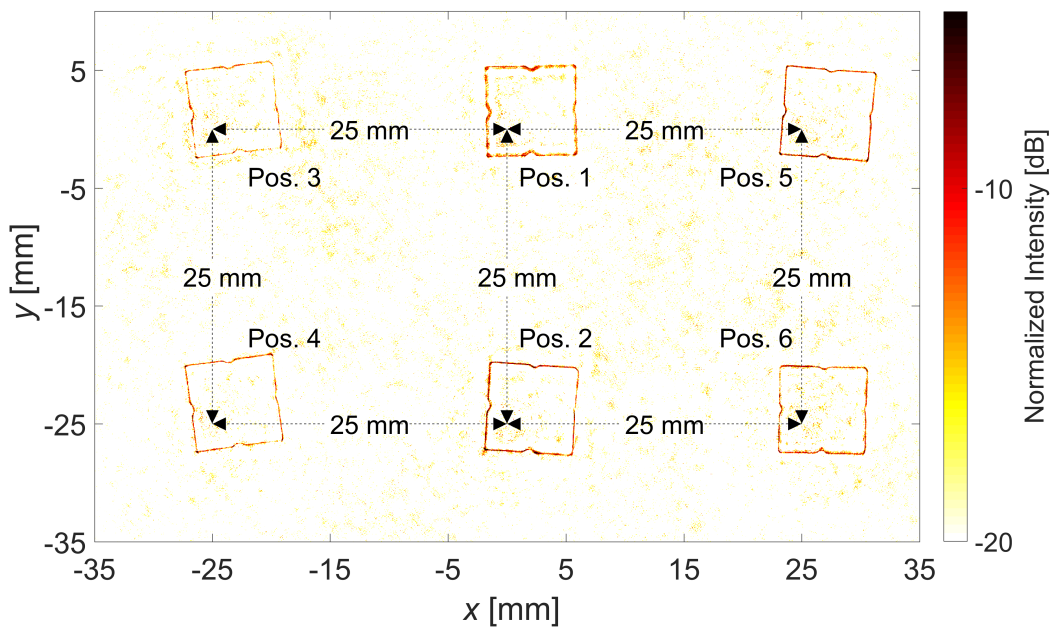 5
25 mm
25 mm
Pos. 3
Pos. 1
Pos. 5
-5
-10
25 mm
25 mm
25 mm
y [mm]
Normalized Intensity [dB]
-15
Pos. 4
Pos. 2
Pos. 6
-25
25 mm
25 mm
-35
-20
-35
-25
-15
-5
5
15
25
35
x [mm]